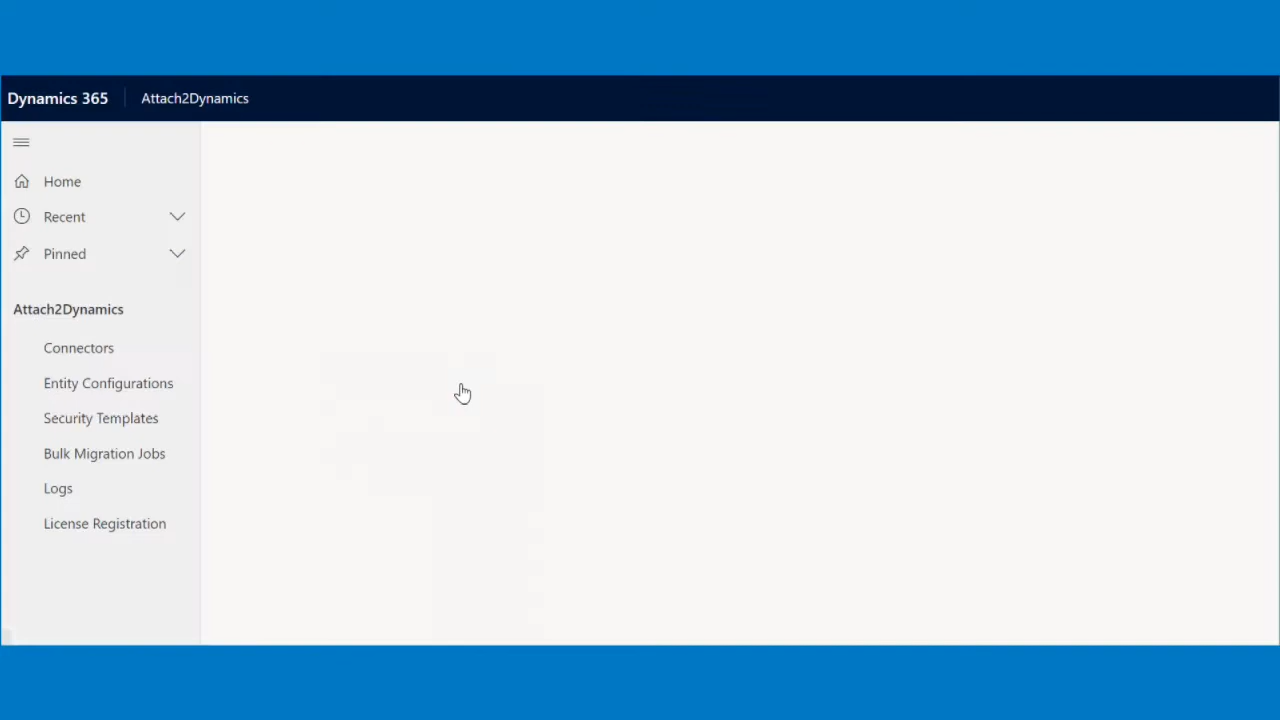 Dynamics 365 Attach2Dynamics
Home
Recent
Pinned
Attach2Dynamics
Connectors
Entity Configurations
Security Templates
Bulk Migration Jobs
Logs
License Registration